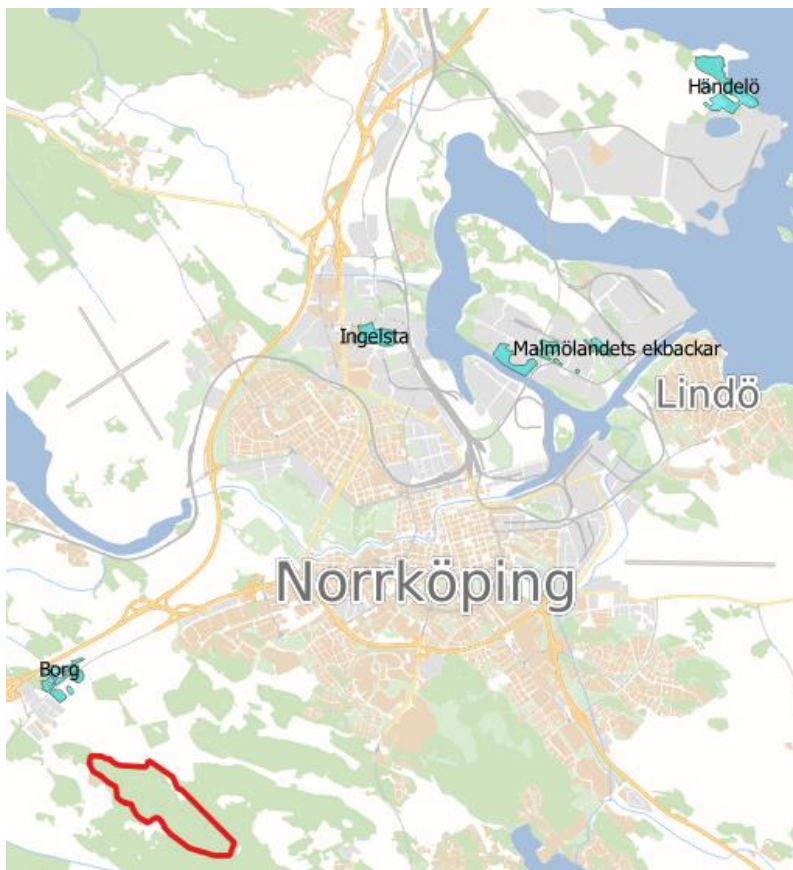 Händelö
Ingelsta
Malmölandets ekbackar
Lindö
Norrköping
Borg